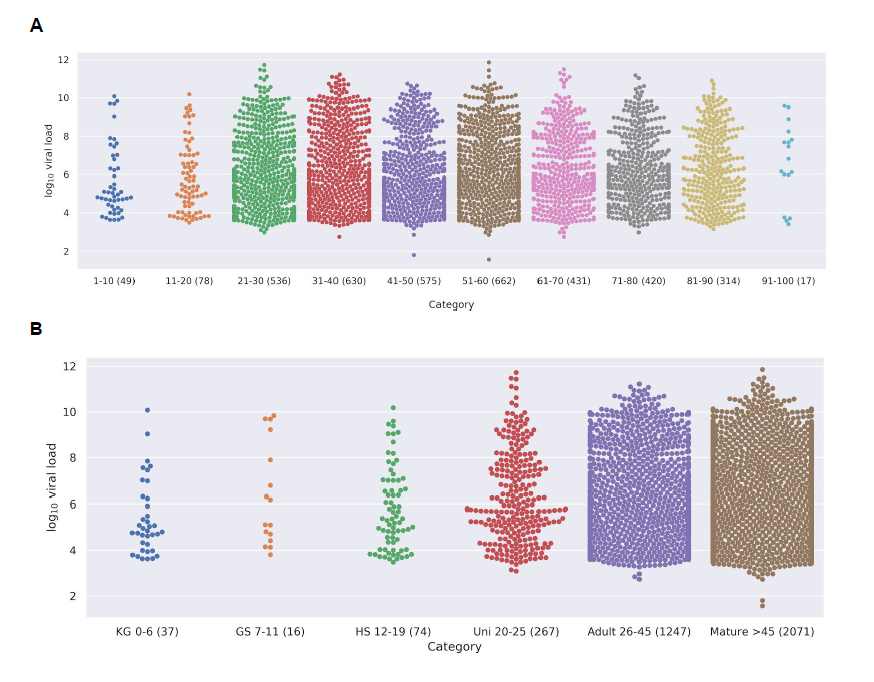 A
12
10
8
6
4
2
log10 viral load
1-10 (49) 11-20 (78) 21-30 (536) 31-40 (630) 41-50 (575) 51-60 (662) 61-70 (431) 71-80 (420) 81-90 (314) 91-100 (17)
Category
B
12
10
8
6
4
2
log10 viral load
KG 0-6 (37) GS 7-11 (16) HS 12-19 (74) Uni 20-25 (267) Adult 26-45 (1247) Mature >45 (2071)
Category